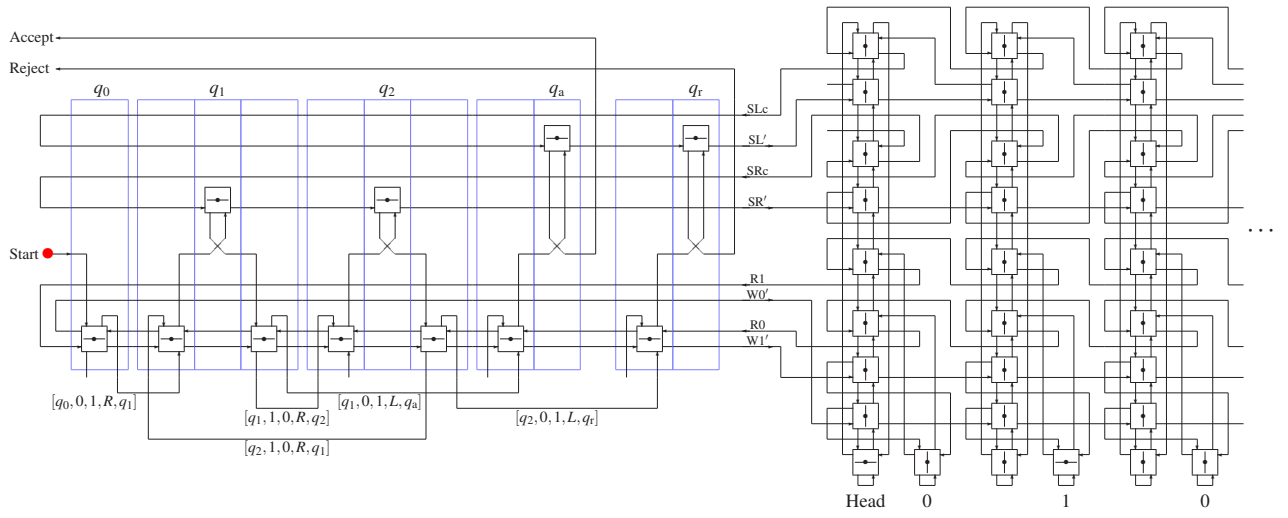 Accept
Reject
q0 q1 q2 qa qr
SLc
SL′
SRc
SR′
Start
R1
W0′
R0
W1′
[q0,0,1,R,q1]
[q1,0,1,L,qa]
[q1,1,0,R,q2]
[q2,0,1,L,qr]
[q2,1,0,R,q1]
...
Head 0 1 0